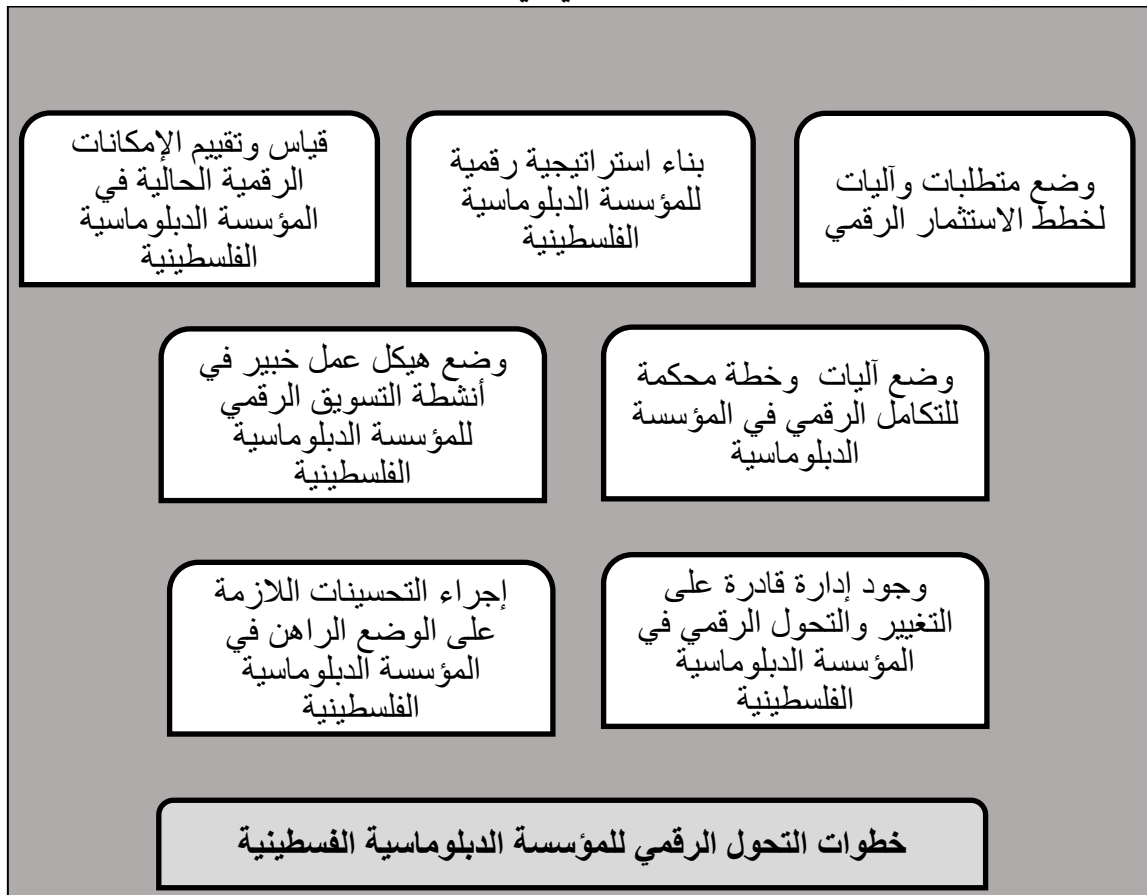 وضع متطلبات وآليات
لخطط الاستثمار الرقمي
بناء استراتيجية رقمية
للمؤسسة الدبلوماسية
الفلسطينية
قياس وتقييم الإمكانات
الرقمية الحالية في
المؤسسة الدبلوماسية
الفلسطينية
وضع آليات وخطة محكمة
للتكامل الرقمي في المؤسسة
الدبلوماسية
وضع هيكل عمل خبير في
أنشطة التسويق الرقمي
للمؤسسة الدبلوماسية
الفلسطينية
وجود إدارة قادرة على
التغيير والتحول الرقمي في
المؤسسة الدبلوماسية
الفلسطينية
إجراء التحسينات اللازمة
على الوضع الراهن في
المؤسسة الدبلوماسية
الفلسطينية
خطوات التحول الرقمي للمؤسسة الدبلوماسية الفسطينية